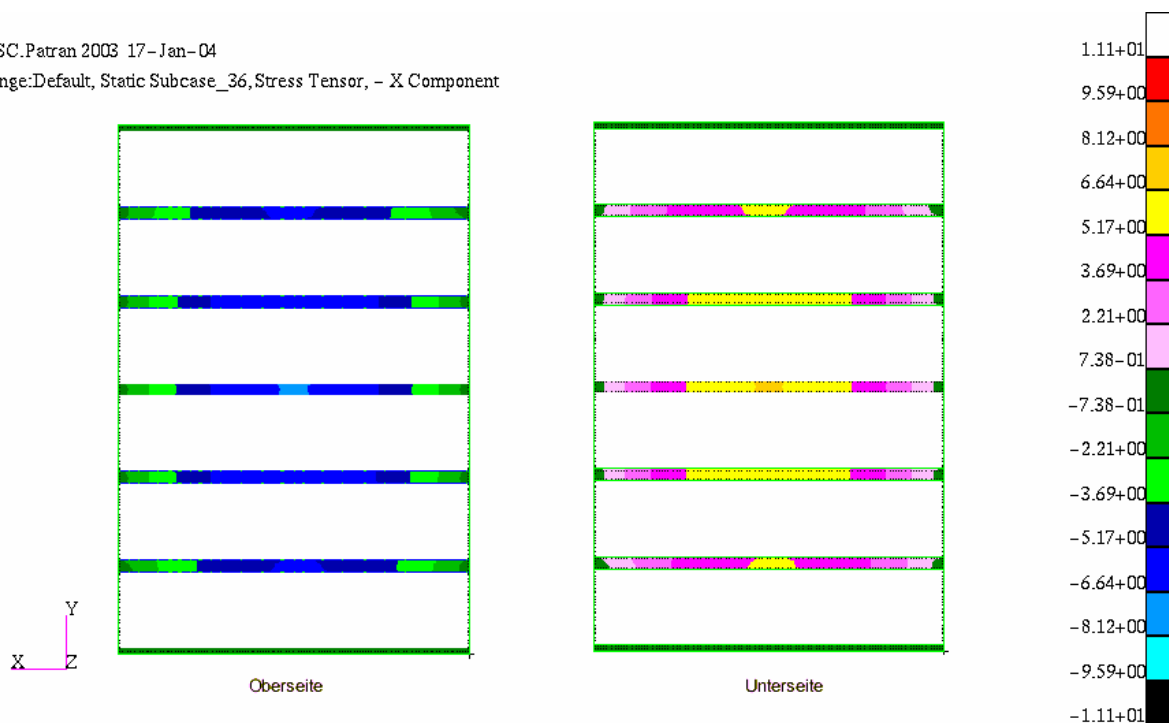 SC.Patran 2003 17-Jan-04
nge:Default, Static Subcase_36, Stress Tensor, - X Component
1.11+01
9.59+00
8.12+00
6.64+00
5.17+00
3.69+00
2.21+00
7.38-01
-7.38-01
-2.21+00
-3.69+00
-5.17+00
-6.64+00
-8.12+00
-9.59+00
-1.11+01
Y
X
Z
Oberseite
Unterseite